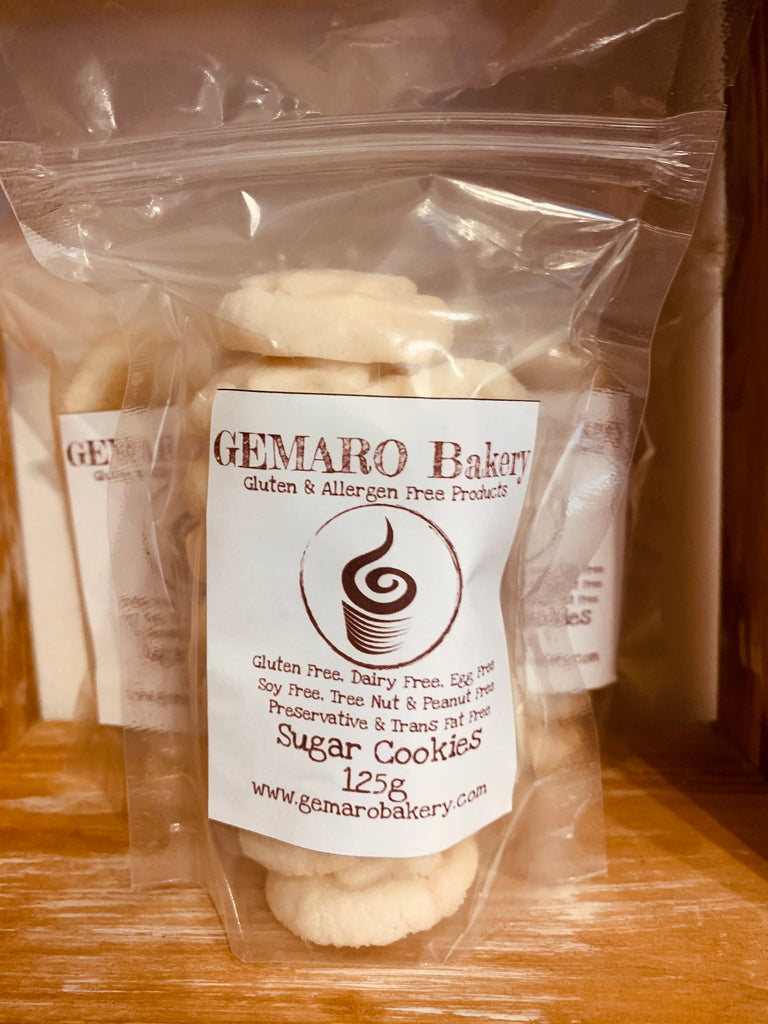 GEMARO Bakery
Gluten & Allergen Free Products
Gluten Free, Dairy Free, Egg Free
Soy Free, Tree Nut & Peanut Free
Preservative & Trans Fat Free
Sugar Cookies
125g
www.gemarobakery.com
GE